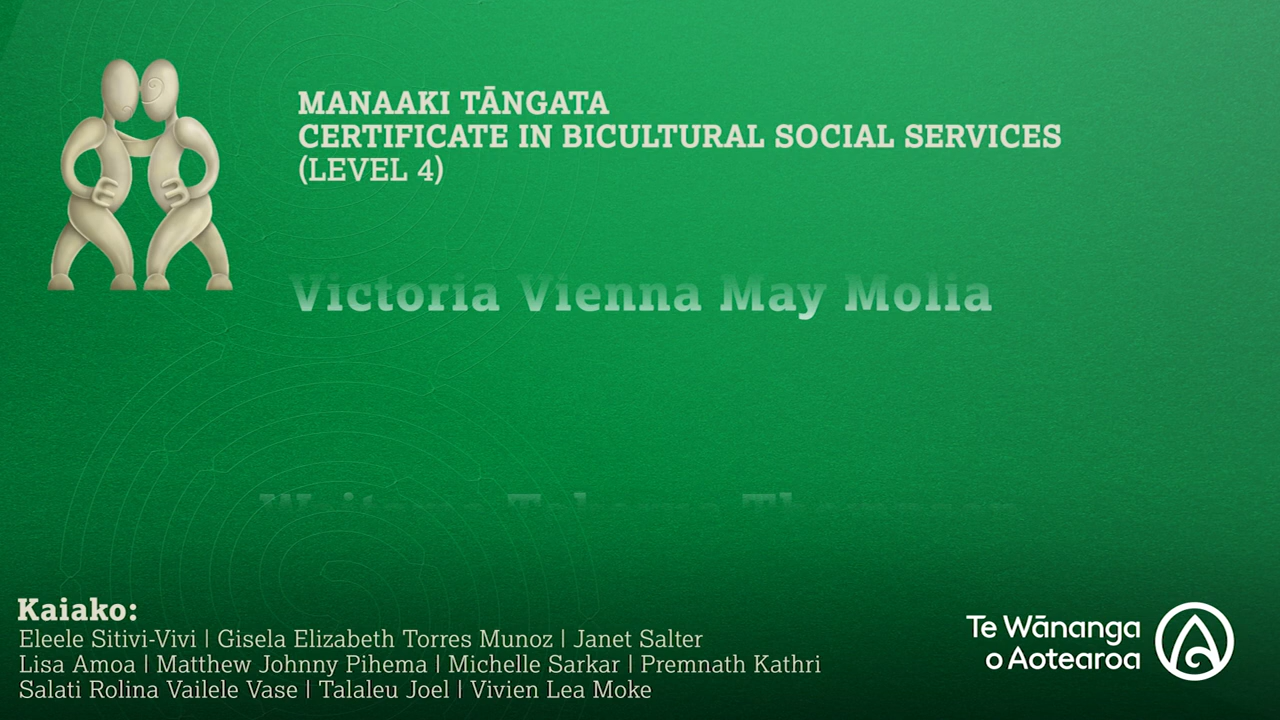 MANAAKI TĀNGATA
CERTIFICATE IN BICULTURAL SOCIAL SERVICES
(LEVEL 4)
Victoria Vienna May Molia
Kaiako:
Eleele Sitivi-Vivi | Gisela Elizabeth Torres Munoz | Janet Salter
Lisa Amoa | Matthew Johnny Pihema | Michelle Sarkar | Premnath Kathri
Salati Rolina Vailele Vase | Talaleu Joel | Vivien Lea Moke
Te Wānanga
o Aotearoa